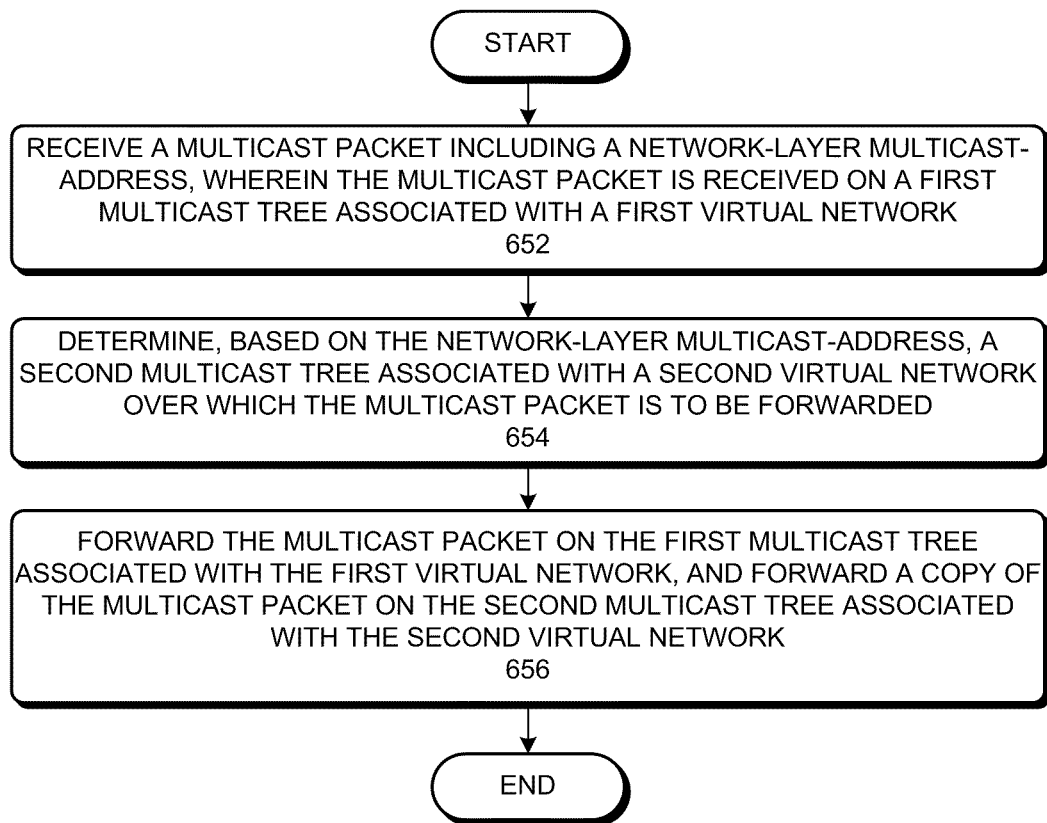 START
RECEIVE A MULTICAST PACKET INCLUDING A NETWORK-LAYER MULTICAST-
ADDRESS, WHEREIN THE MULTICAST PACKET IS RECEIVED ON A FIRST
MULTICAST TREE ASSOCIATED WITH A FIRST VIRTUAL NETWORK
652
DETERMINE, BASED ON THE NETWORK-LAYER MULTICAST-ADDRESS, A
SECOND MULTICAST TREE ASSOCIATED WITH A SECOND VIRTUAL NETWORK
OVER WHICH THE MULTICAST PACKET IS TO BE FORWARDED
654
FORWARD THE MULTICAST PACKET ON THE FIRST MULTICAST TREE
ASSOCIATED WITH THE FIRST VIRTUAL NETWORK, AND FORWARD A COPY OF
THE MULTICAST PACKET ON THE SECOND MULTICAST TREE ASSOCIATED
WITH THE SECOND VIRTUAL NETWORK
656
END